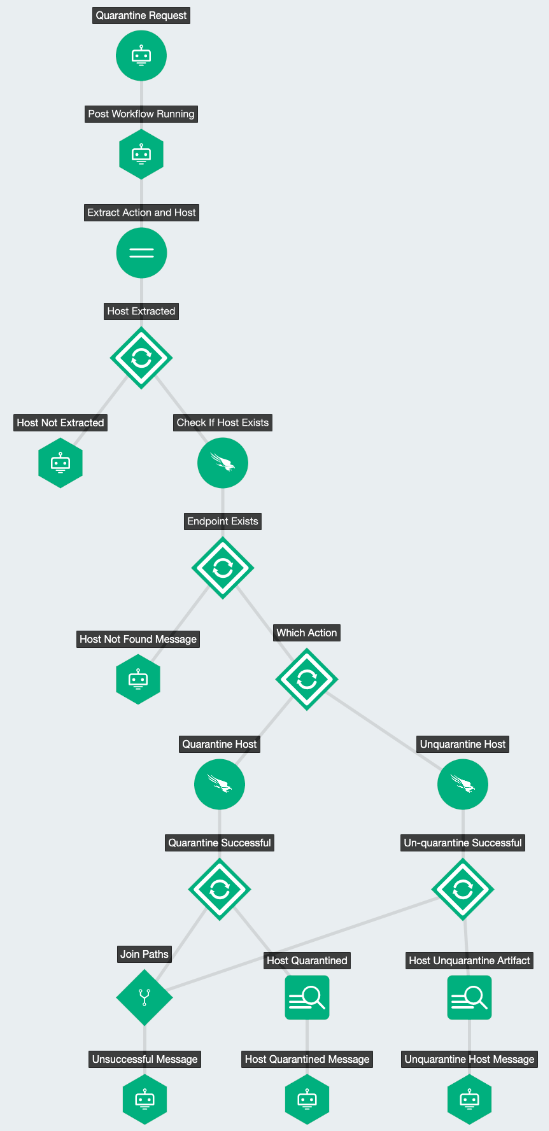 Quarantine Request
Post Workflow Running
Extract Action and Host
Host Extracted
Host Not Extracted
Check If Host Exists
Endpoint Exists
Host Not Found Message
Which Action
Quarantine Host
Unquarantine Host
Quarantine Successful
Un-quarantine Successful
Join Paths
Host Quarantined
Host Unquarantine Artifact
Unsuccessful Message
Host Quarantined Message
Unquarantine Host Message